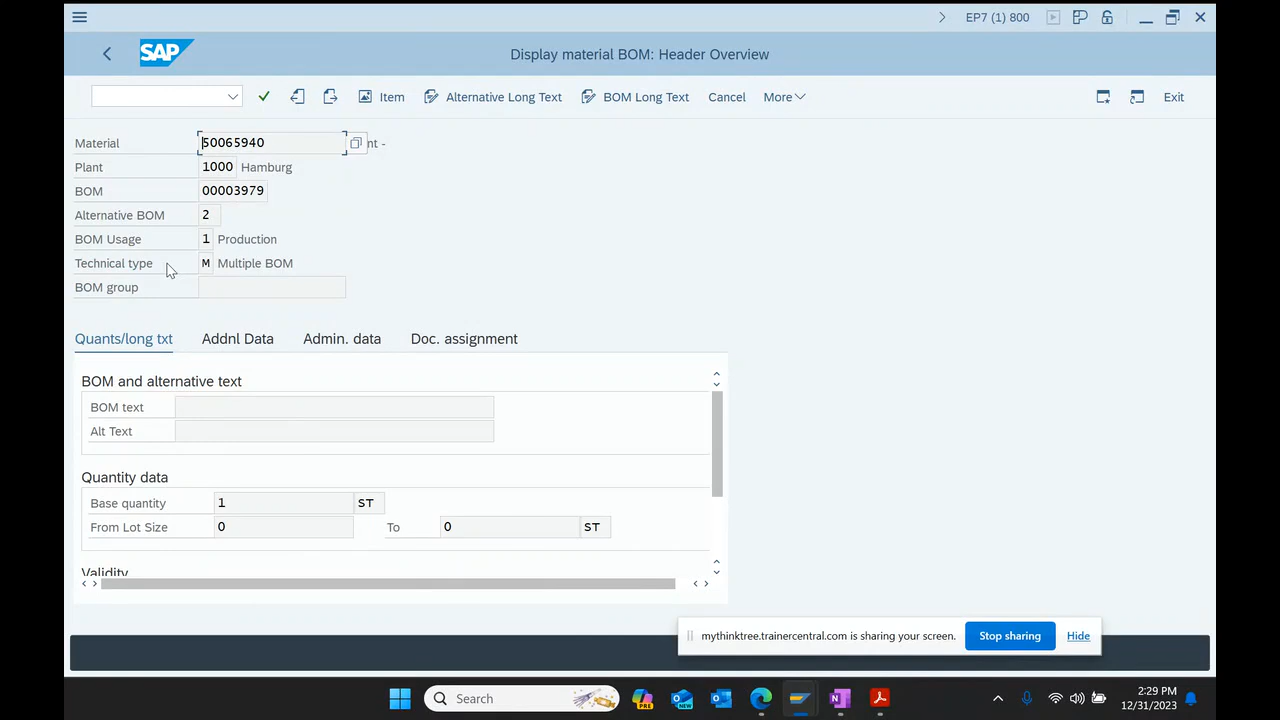 EP7 (1) 800
SAP Display material BOM: Header Overview
Item Alternative Long Text BOM Long Text Cancel More Exit
Material 50065940 nt -
Plant 1000 Hamburg
BOM 00003979
Alternative BOM 2
BOM Usage 1 Production
Technical type M Multiple BOM
BOM group
Quants/long txt Addnl Data Admin. data Doc. assignment
BOM and alternative text
BOM text
Alt Text
Quantity data
Base quantity 1 ST
From Lot Size 0 To 0 ST
Validity
mythinktree.trainercentral.com is sharing your screen. Stop sharing Hide
Search PRE NEW 2:29 PM
12/31/2023